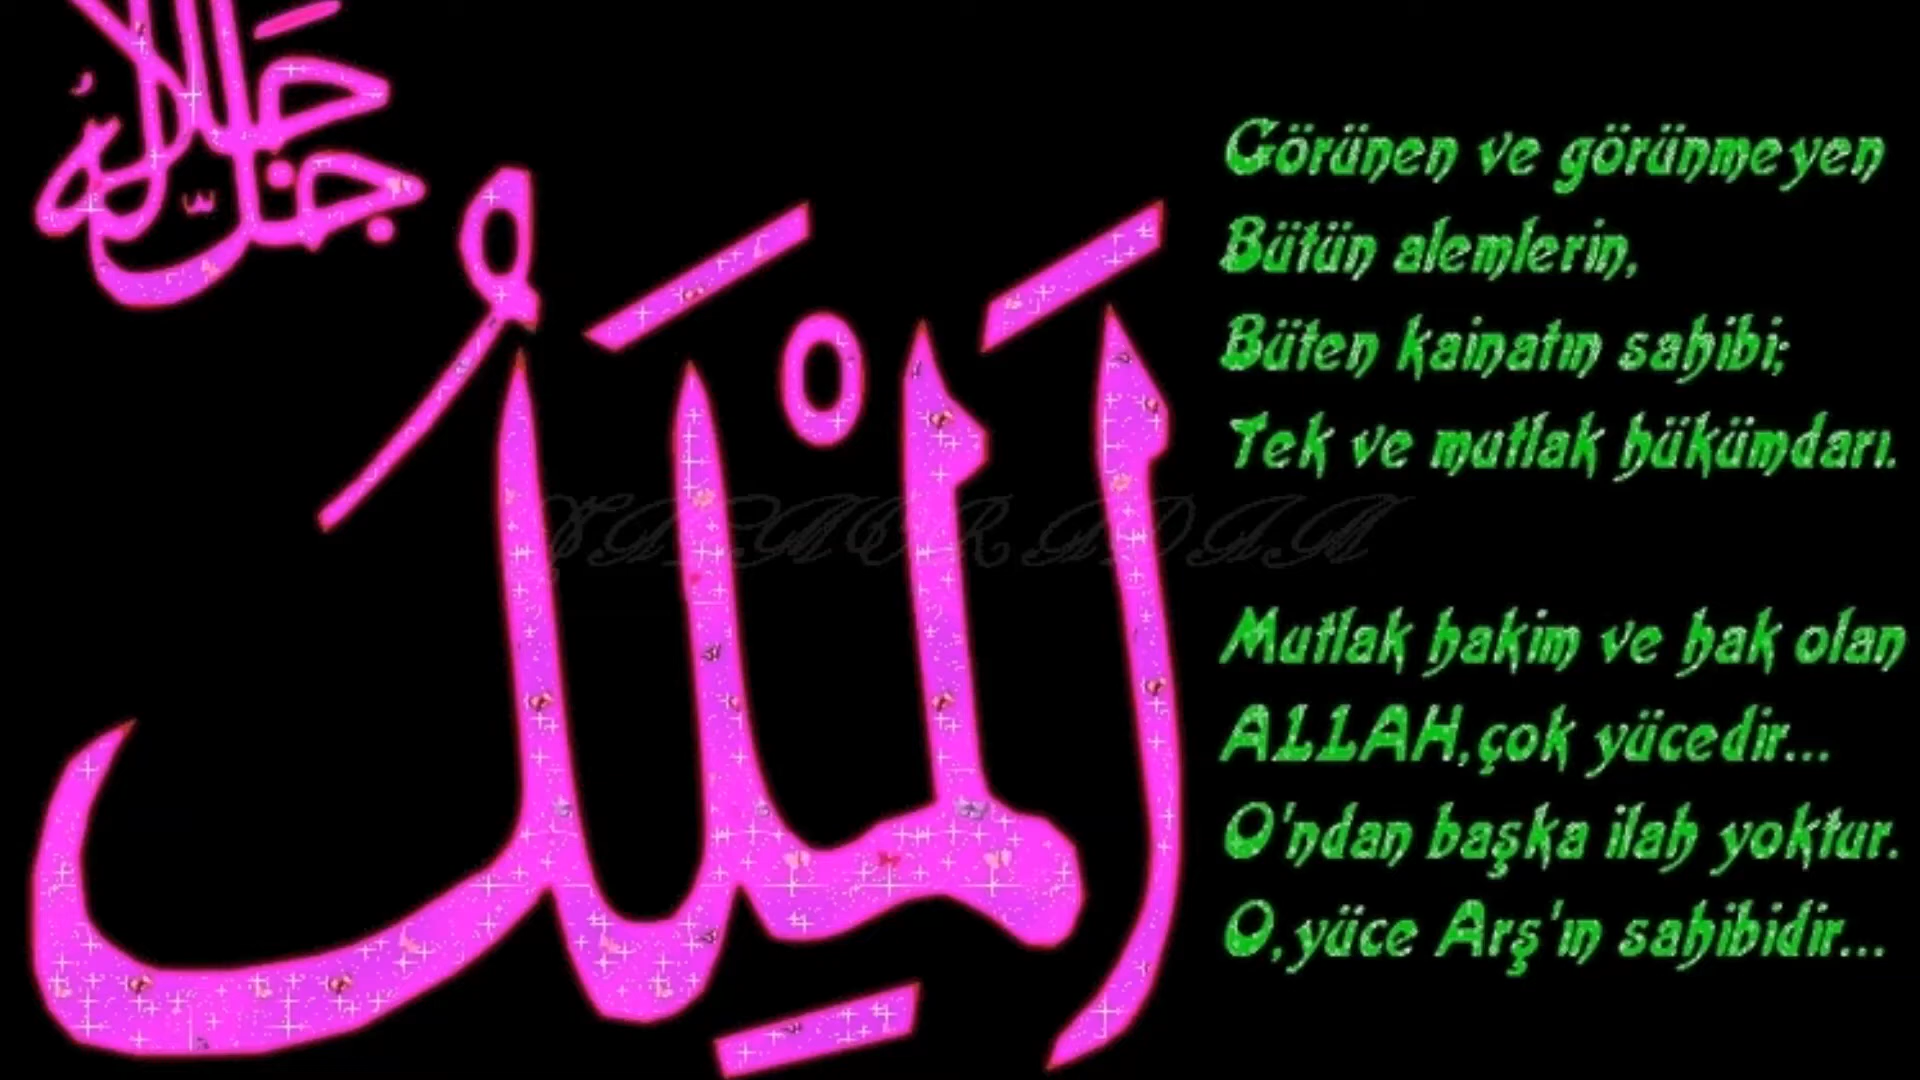 جل جلاله
الْمَلِكُ
Görünen ve görünmeyen
Bütün alemlerin,
Büten kainatın sahibi;
Tek ve mutlak hükümdarı.
Mutlak hakim ve hak olan
ALLAH,çok yücedir...
O'ndan başka ilah yoktur.
O,yüce Arş'ın sahibidir...